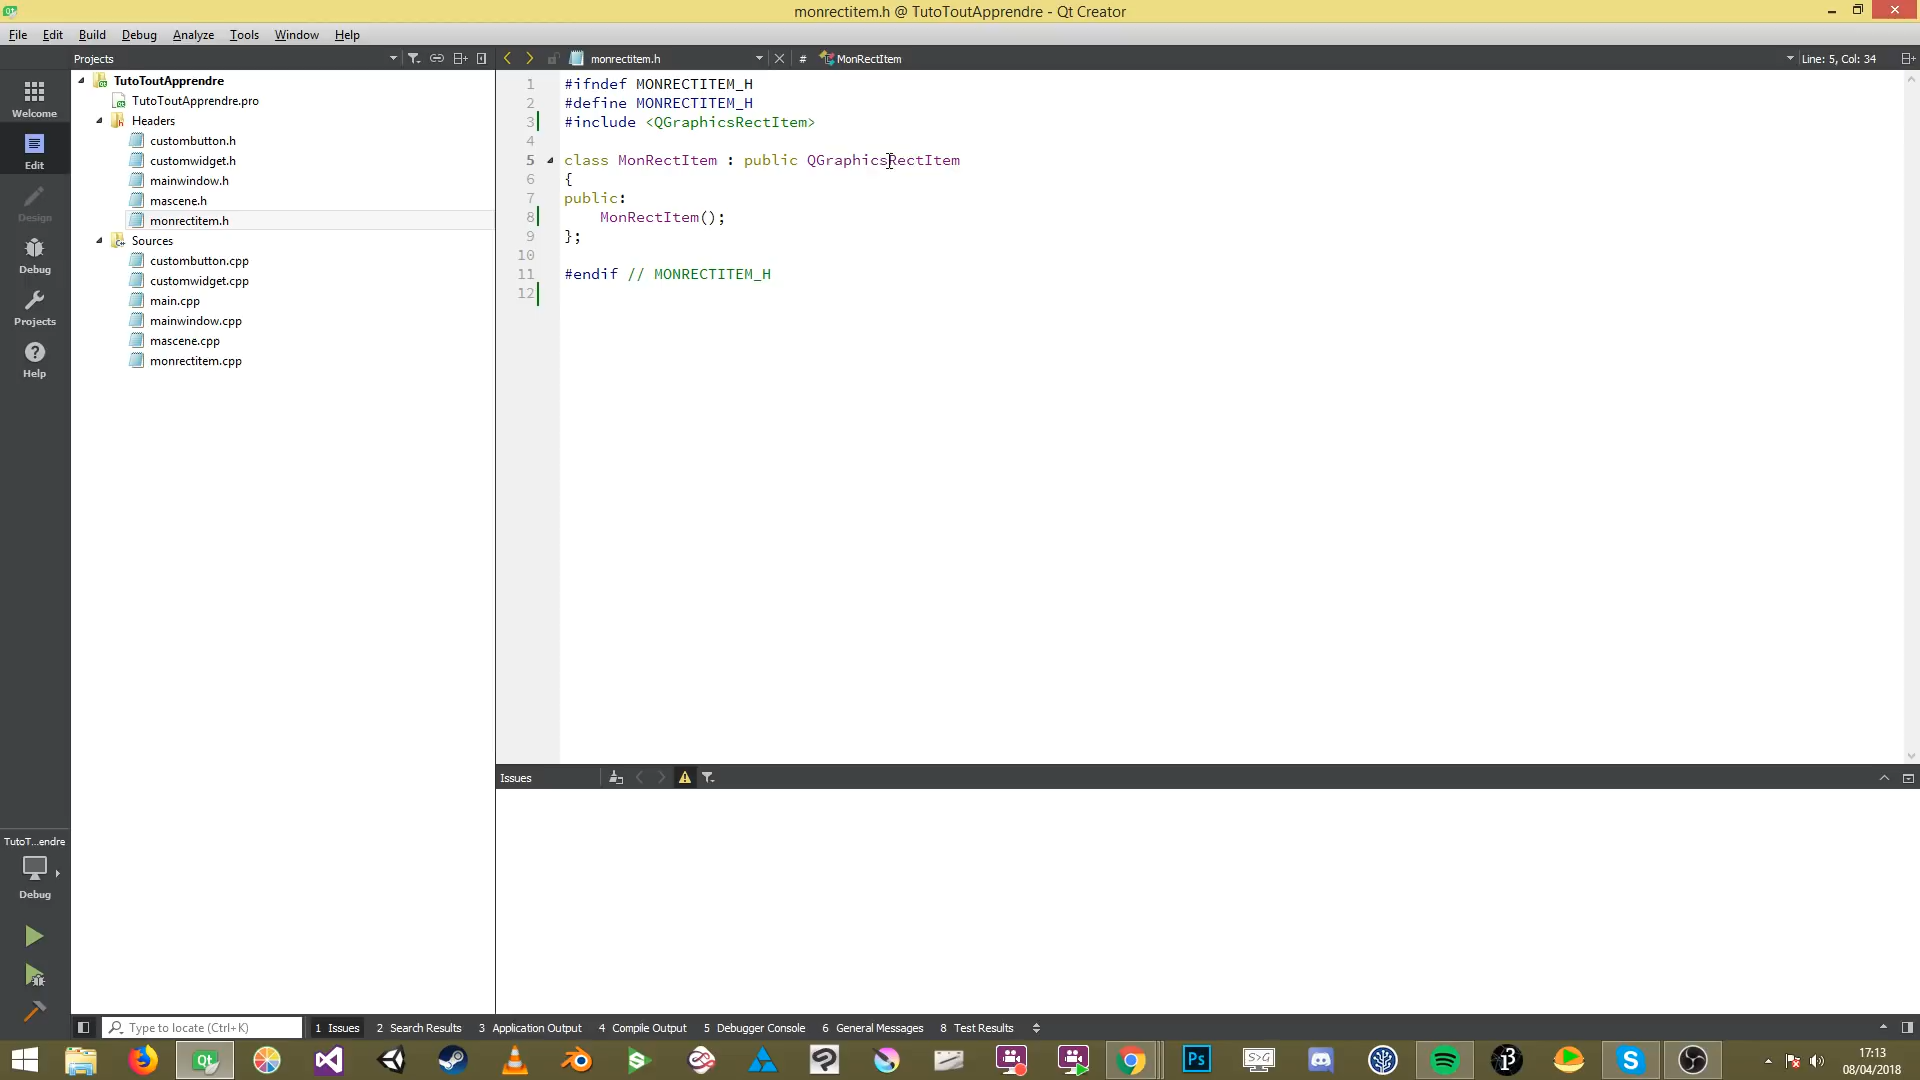 monrectitem.h @ TutoToutApprendre - Qt Creator
File Edit Build Debug Analyze Tools Window Help
Projects
monrectitem.h
#
MonRectItem
Line: 5, Col: 34
Welcome
Edit
Design
Debug
Projects
Help
TutoToutApprendre
TutoToutApprendre.pro
Headers
custombutton.h
customwidget.h
mainwindow.h
mascene.h
monrectitem.h
Sources
custombutton.cpp
customwidget.cpp
main.cpp
mainwindow.cpp
mascene.cpp
monrectitem.cpp
1 #ifndef MONRECTITEM_H
2 #define MONRECTITEM_H
3 #include <QGraphicsRectItem>
4
5 class MonRectItem : public QGraphicsRectItem
6 {
7 public:
8 MonRectItem();
9 };
10
11 #endif // MONRECTITEM_H
12
Issues
TutoT...endre
Debug
Type to locate (Ctrl+K)
1 Issues 2 Search Results 3 Application Output 4 Compile Output 5 Debugger Console 6 General Messages 8 Test Results
Qt
Ps
S>G
i3
17:13
08/04/2018